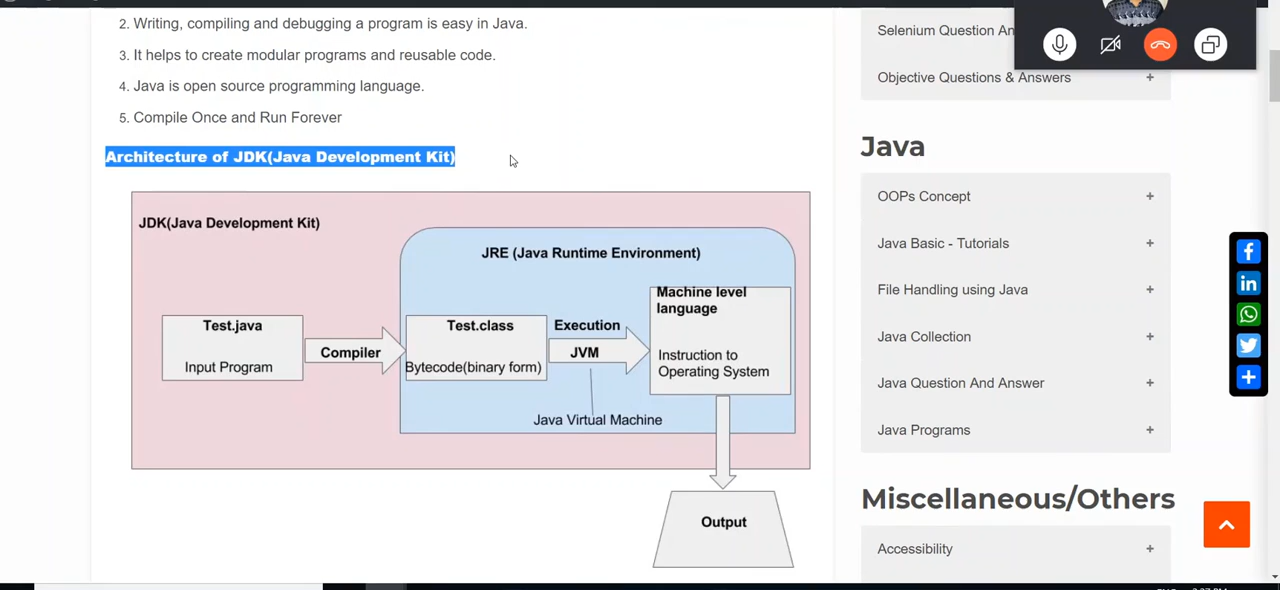 2. Writing, compiling and debugging a program is easy in Java.
3. It helps to create modular programs and reusable code.
4. Java is open source programming language.
5. Compile Once and Run Forever
Architecture of JDK(Java Development Kit)
JDK(Java Development Kit)
JRE (Java Runtime Environment)
Test.java
Input Program
Compiler
Test.class
Bytecode(binary form)
Execution
JVM
Java Virtual Machine
Machine level
language
Instruction to
Operating System
Output
Selenium Question An
Objective Questions & Answers +
Java
OOPs Concept +
Java Basic - Tutorials +
File Handling using Java +
Java Collection +
Java Question And Answer +
Java Programs +
Miscellaneous/Others
Accessibility +